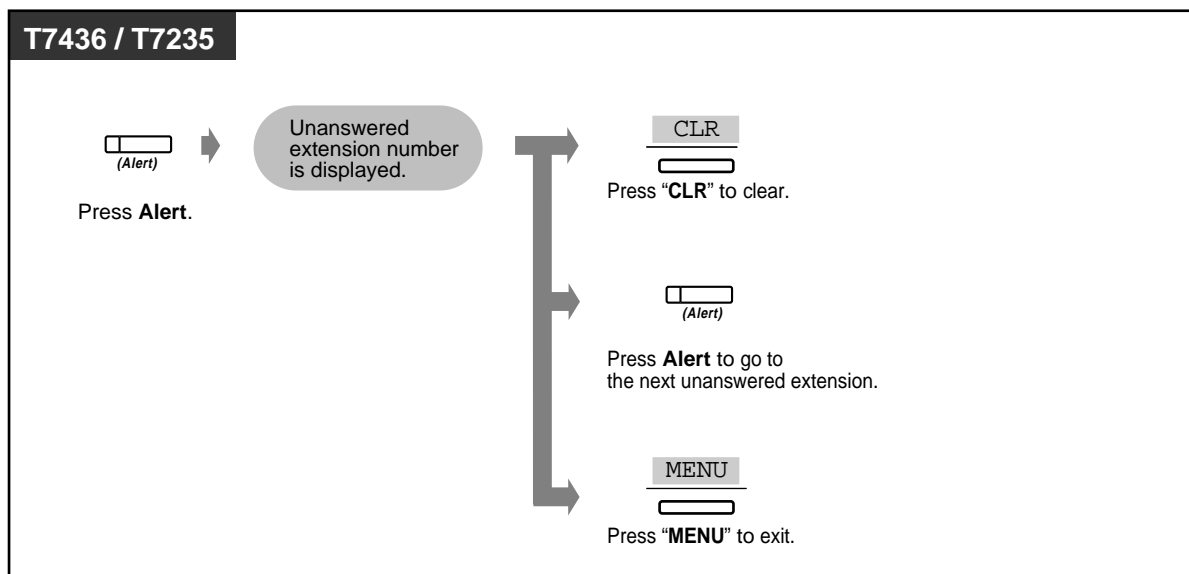 T7436 / T7235
(Alert)
Press Alert.
Unanswered
extension number
is displayed.
CLR
Press “CLR” to clear.
(Alert)
Press Alert to go to
the next unanswered extension.
MENU
Press “MENU” to exit.